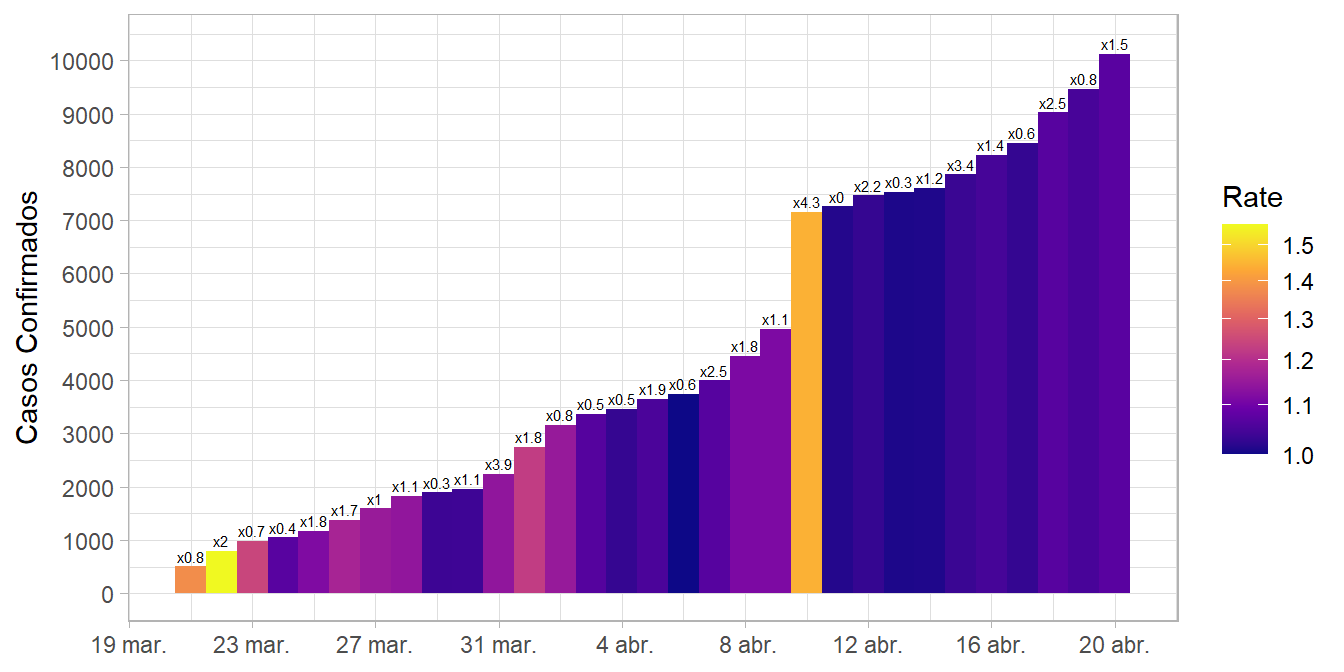 Casos Confirmados
10000
9000
8000
7000
6000
5000
4000
3000
2000
1000
0
x0.8
x2
x0.7
x0.4
x1.8
x1.7
x1
x1.1
x0.3
x1.1
x3.9
x1.8
x0.8
x0.5
x0.5
x1.9
x0.6
x2.5
x1.8
x1.1
x4.3
x0
x2.2
x0.3
x1.2
x3.4
x1.4
x0.6
x2.5
x0.8
x1.5
19 mar.
23 mar.
27 mar.
31 mar.
4 abr.
8 abr.
12 abr.
16 abr.
20 abr.
Rate
1.5
1.4
1.3
1.2
1.1
1.0